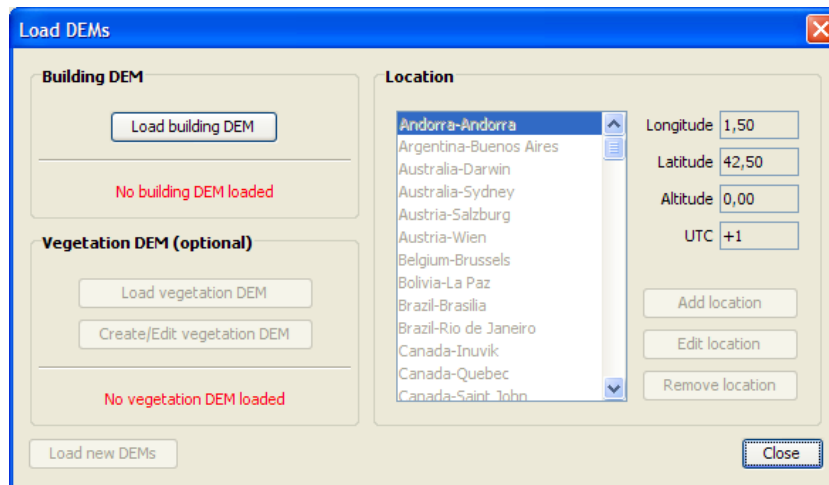 Load DEMs
Building DEM
Load building DEM
No building DEM loaded
Vegetation DEM (optional)
Load vegetation DEM
Create/Edit vegetation DEM
No vegetation DEM loaded
Load new DEMs
Location
Andorra-Andorra
Argentina-Buenos Aires
Australia-Darwin
Australia-Sydney
Austria-Salzburg
Austria-Wien
Belgium-Brussels
Bolivia-La Paz
Brazil-Brasilia
Brazil-Rio de Janeiro
Canada-Inuvik
Canada-Quebec
Canada-Saint John
Longitude 1,50
Latitude 42,50
Altitude 0,00
UTC +1
Add location
Edit location
Remove location
Close